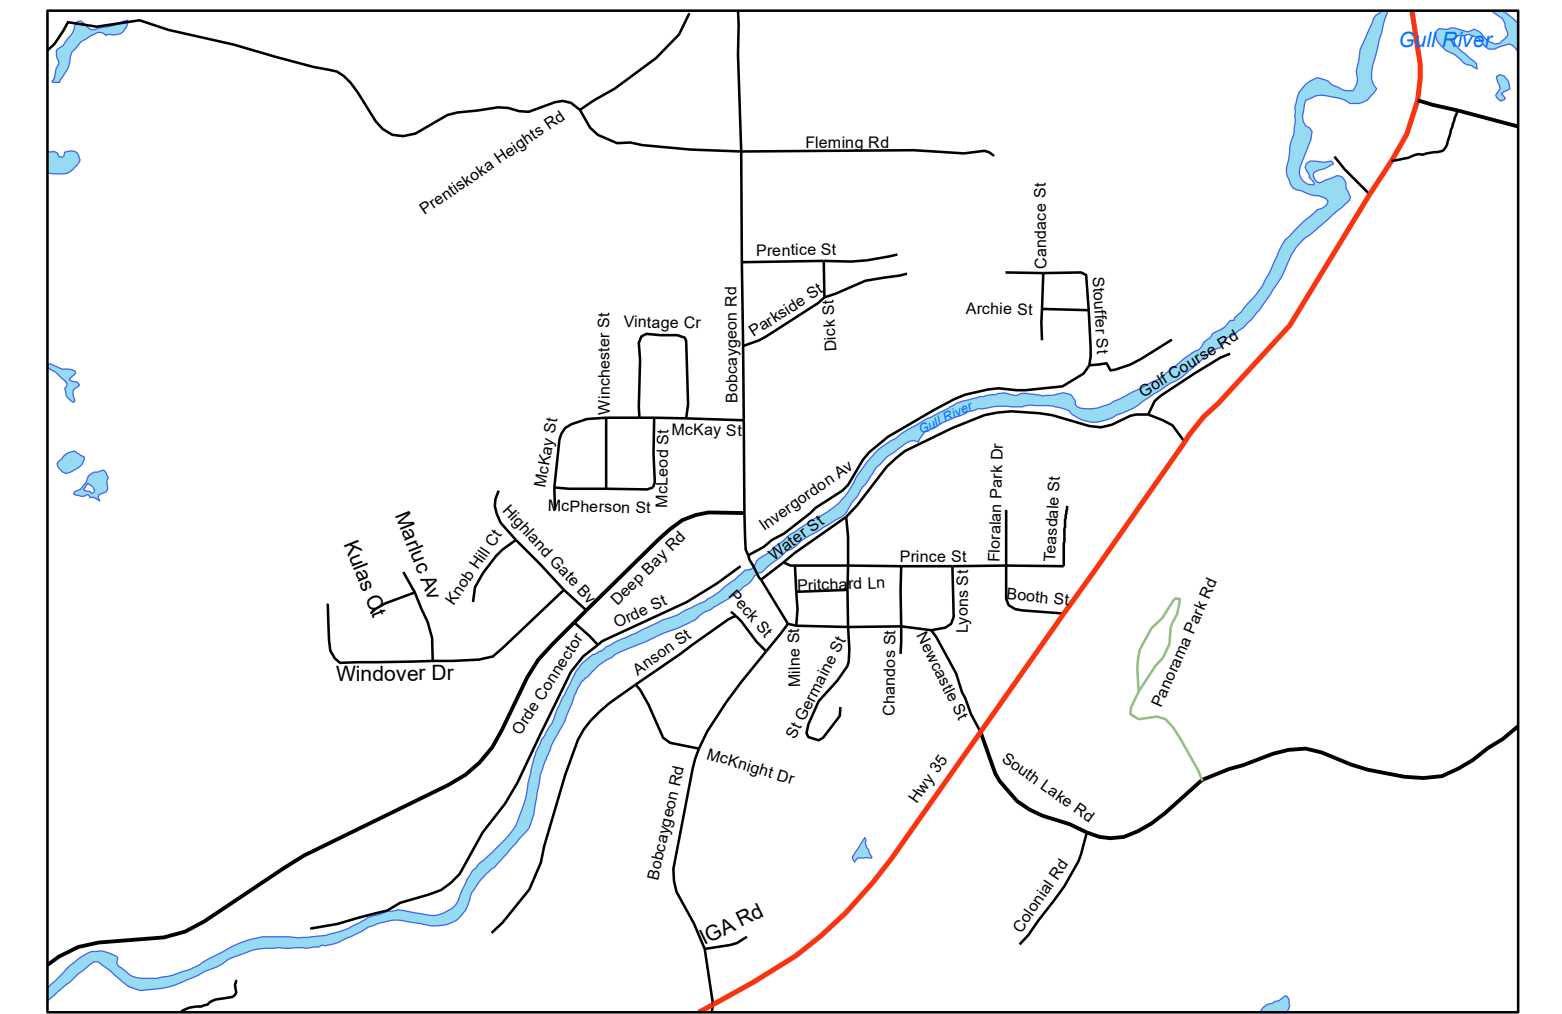 Gull River
Prentiskoka Heights Rd
Fleming Rd
Candace St
Prentice St
Archie St
Stouffer St
Parkside St
Dick St
Bobcaygeon Rd
Vintage Cr
Winchester St
Golf Course Rd
McKay St
McKay St
McLeod St
McPherson St
Gull River
Invergordon Av
Water St
Floralan Park Dr
Teasdale St
Highland Gate Bv
Knob Hill Ct
Marluc Av
Kulas Ct
Windover Dr
Deep Bay Rd
Orde St
Orde Connector
Anson St
Peck St
Prince St
Pritchard Ln
Lyons St
Booth St
Milne St
St Germaine St
Chandos St
Newcastle St
Panorama Park Rd
McKnight Dr
Bobcaygeon Rd
Hwy 35
South Lake Rd
Colonial Rd
IGA Rd